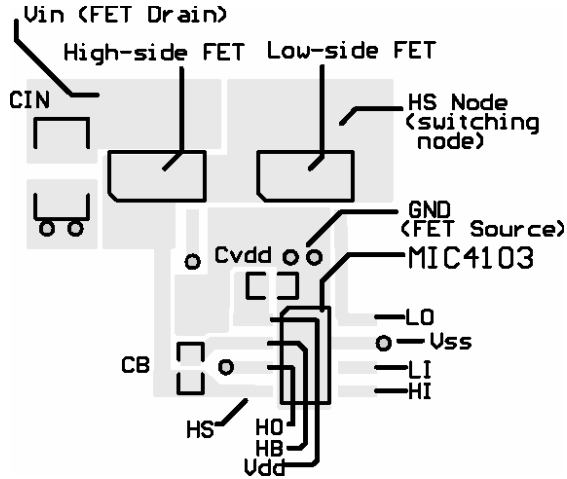 Vin (FET Drain)
High-side FET
Low-side FET
CIN
HS Node
(switching
node)
GND
(FET Source)
Cvdd
MIC4103
LO
Vss
CB
LI
HI
HS
HO
HB
Vdd